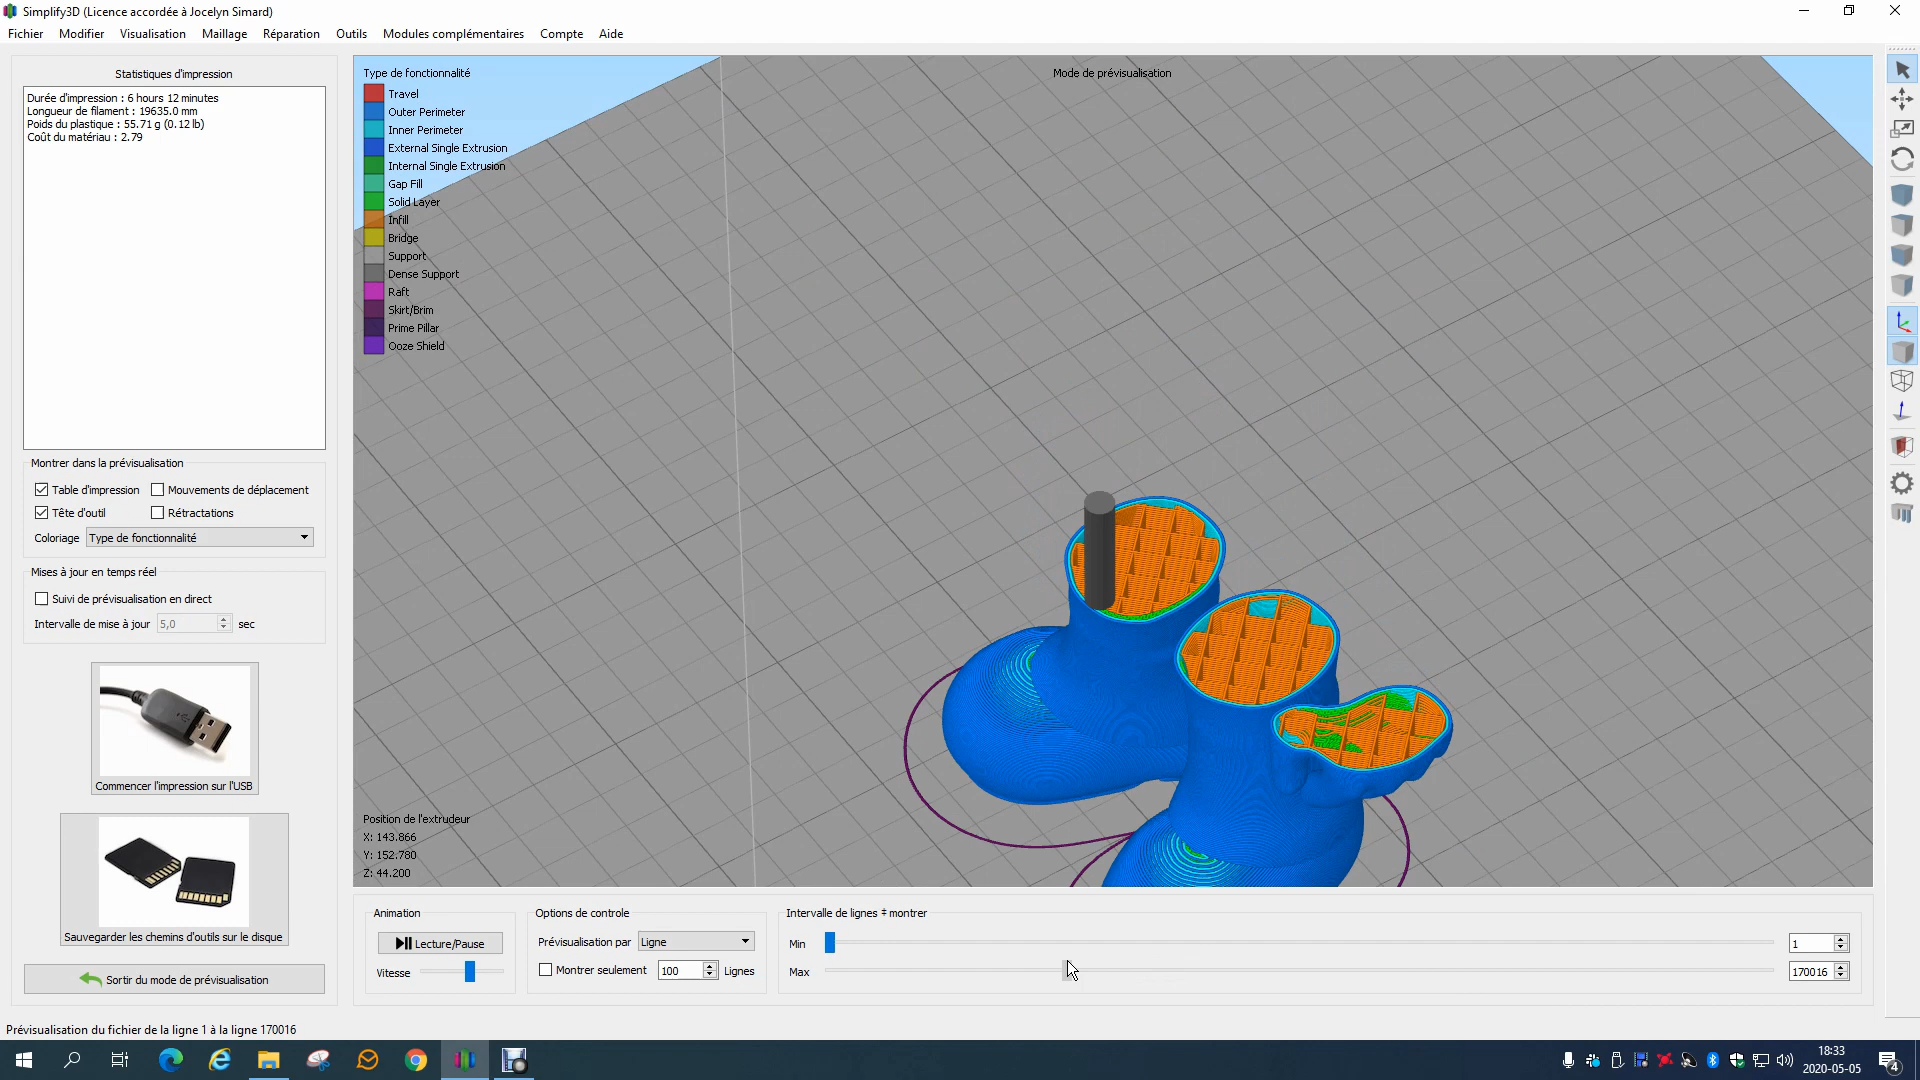 Simplify3D (Licence accordée à Jocelyn Simard)
Fichier Modifier Visualisation Maillage Réparation Outils Modules complémentaires Compte Aide
Statistiques d'impression
Durée d'impression : 6 hours 12 minutes
Longueur de filament : 19635.0 mm
Poids du plastique : 55.71 g (0.12 lb)
Coût du matériau : 2.79
Montrer dans la prévisualisation
Table d'impression Mouvements de déplacement
Tête d'outil Rétractations
Coloriage Type de fonctionnalité
Mises à jour en temps réel
Suivi de prévisualisation en direct
Intervalle de mise à jour 5,0 sec
Commencer l'impression sur l'USB
Sauvegarder les chemins d'outils sur le disque
Sortir du mode de prévisualisation
Type de fonctionnalité
Mode de prévisualisation
Travel
Outer Perimeter
Inner Perimeter
External Single Extrusion
Internal Single Extrusion
Gap Fill
Solid Layer
Infill
Bridge
Support
Dense Support
Raft
Skirt/Brim
Prime Pillar
Ooze Shield
Position de l'extrudeur
X: 143.866
Y: 152.780
Z: 44.200
Animation
Lecture/Pause
Vitesse
Options de controle
Prévisualisation par Ligne
Montrer seulement 100 Lignes
Intervalle de lignes ‡ montrer
Min 1
Max 170016
Prévisualisation du fichier de la ligne 1 à la ligne 170016
18:33
2020-05-05
4